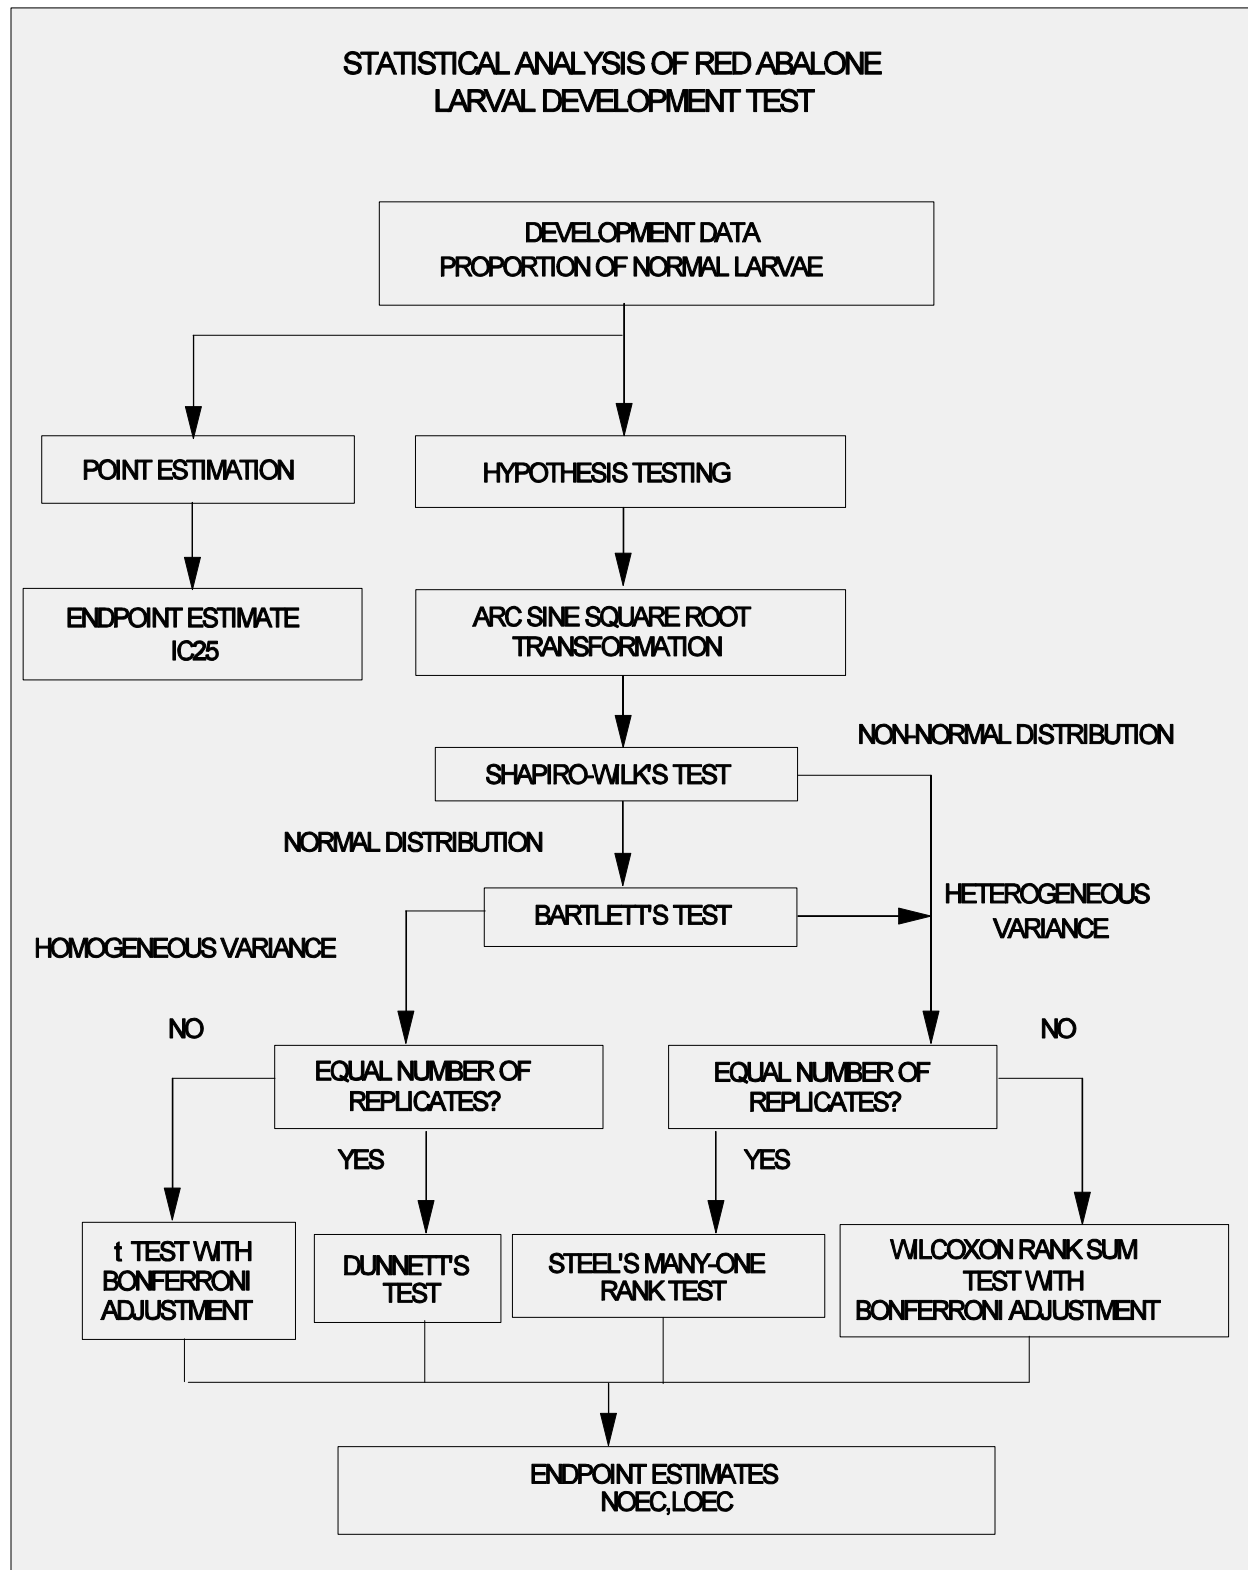 STATISTICAL ANALYSIS OF RED ABALONE
LARVAL DEVELOPMENT TEST
DEVELOPMENT DATA
PROPORTION OF NORMAL LARVAE
POINT ESTIMATION
HYPOTHESIS TESTING
ENDPOINT ESTIMATE
IC25
ARC SINE SQUARE ROOT
TRANSFORMATION
NON-NORMAL DISTRIBUTION
SHAPIRO-WILK'S TEST
NORMAL DISTRIBUTION
BARTLETT'S TEST
HETEROGENEOUS
VARIANCE
HOMOGENEOUS VARIANCE
NO
NO
EQUAL NUMBER OF
REPLICATES?
EQUAL NUMBER OF
REPLICATES?
YES
YES
t TEST WITH
BONFERRONI
ADJUSTMENT
DUNNETT'S
TEST
STEEL'S MANY-ONE
RANK TEST
WILCOXON RANK SUM
TEST WITH
BONFERRONI ADJUSTMENT
ENDPOINT ESTIMATES
NOEC,LOEC